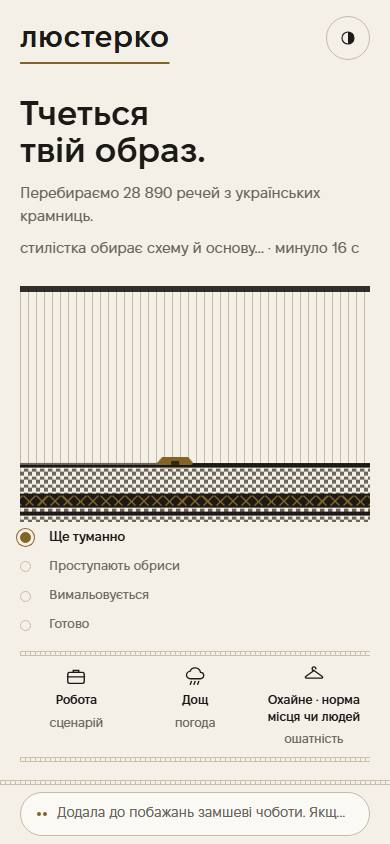 люстерко
Тчеться
твій образ.
Перебираємо 28 890 речей з українських
крамниць.
стилістка обирає схему й основу... · минуло 16 с
Ще туманно
Проступають обриси
Вимальовується
Готово
Робота
сценарій
Дощ
погода
Охайне · норма
місця чи людей
ошатність
Додала до побажань замшеві чоботи. Якщ...